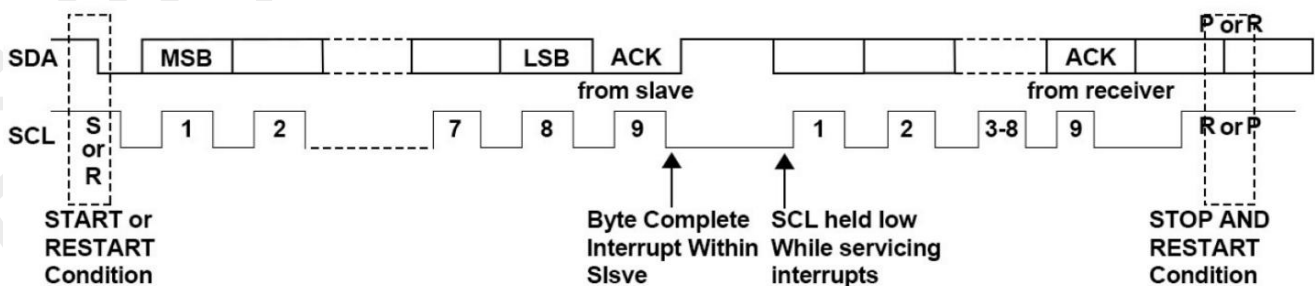 P or R
SDA MSB LSB ACK ACK
from slave from receiver
SCL S or R 1 2 7 8 9 1 2 3-8 9 R or P
START or RESTART Condition
Byte Complete Interrupt Within SIsve
SCL held low While servicing interrupts
STOP AND RESTART Condition